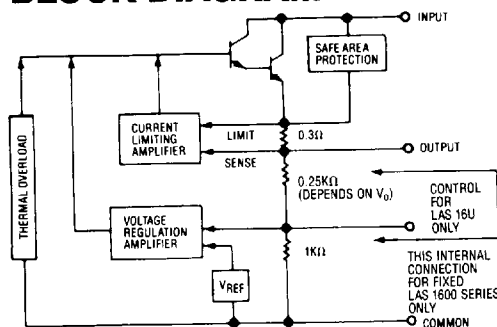 INPUT
SAFE AREA
PROTECTION
CURRENT
LIMITING
AMPLIFIER
LIMIT
0.3Ω
SENSE
OUTPUT
THERMAL OVERLOAD
0.25KΩ
(DEPENDS ON V₀)
CONTROL
FOR
LAS 16U
ONLY
VOLTAGE
REGULATION
AMPLIFIER
1KΩ
THIS INTERNAL
CONNECTION
FOR FIXED
LAS 1600 SERIES
ONLY
VREF
COMMON